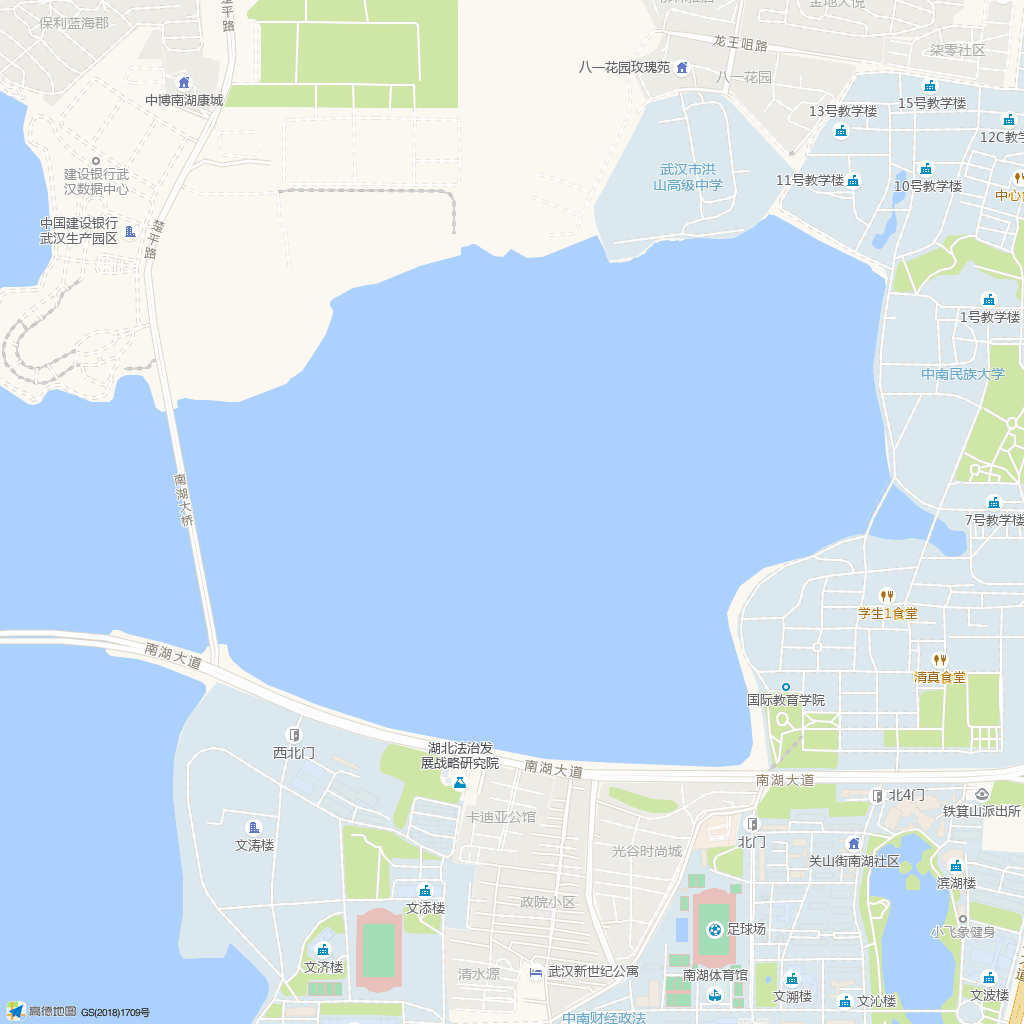 保利蓝海郡
建平路
龙王咀路
柒零社区
八一花园玫瑰苑
八一花园
中博南湖康城
13号教学楼
15号教学楼
12C教学
武汉市洪
山高级中学
建设银行武
汉数据中心
11号教学楼
10号教学楼
中心食
中国建设银行
武汉生产园区
1号教学楼
中南民族大学
南湖大桥
7号教学楼
学生1食堂
南湖大道
清真食堂
国际教育学院
西北门
湖北法治发
展战略研究院
南湖大道
南湖大道
北4门
铁箕山派出所
卡迪亚公馆
文涛楼
光谷时尚城
北门
关山街南湖社区
滨湖楼
文添楼
政院小区
足球场
小飞象健身
文济楼
清水源
武汉新世纪公寓
南湖体育馆
文溯楼
文沁楼
文波楼
中南财经政法
高德地图 GS(2018)1709号